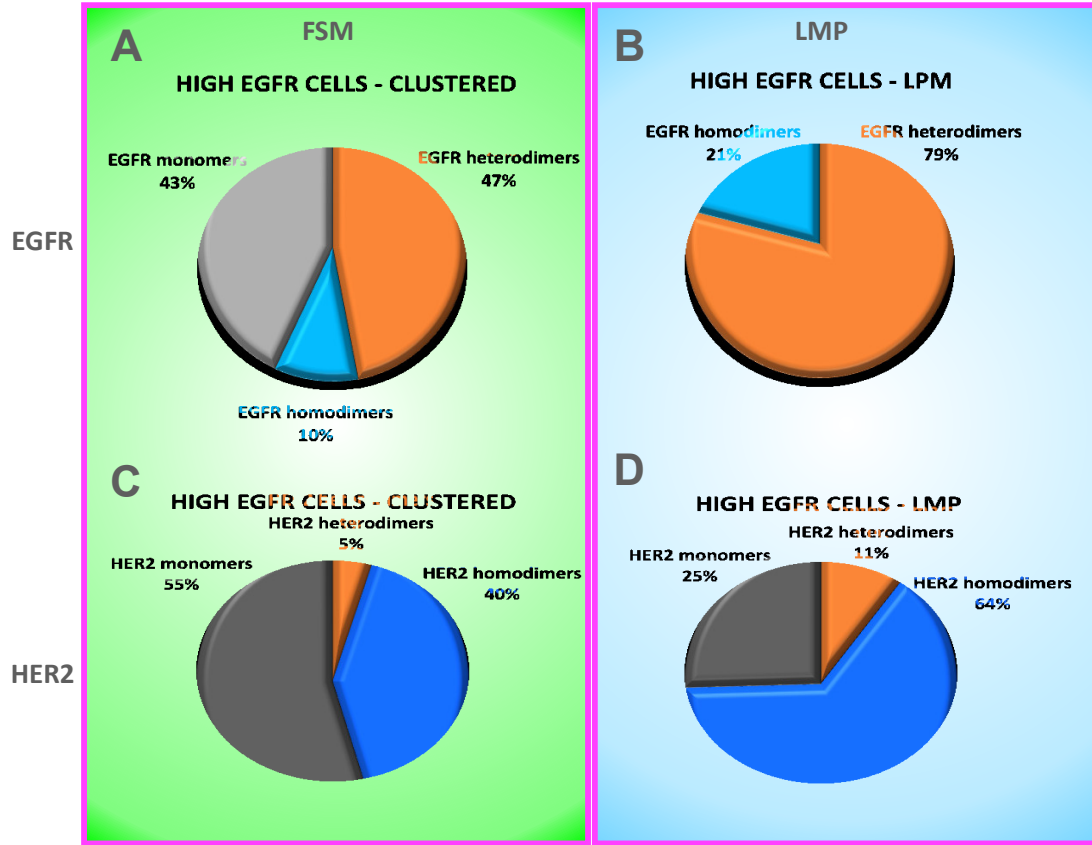 FSM
LMP
A
HIGH EGFR CELLS - CLUSTERED
EGFR monomers
43%
EGFR heterodimers
47%
EGFR homodimers
10%
B
HIGH EGFR CELLS - LPM
EGFR homodimers
21%
EGFR heterodimers
79%
EGFR
C
HIGH EGFR CELLS - CLUSTERED
HER2 heterodimers
5%
HER2 monomers
55%
HER2 homodimers
40%
D
HIGH EGFR CELLS - LMP
HER2 heterodimers
11%
HER2 monomers
25%
HER2 homodimers
64%
HER2